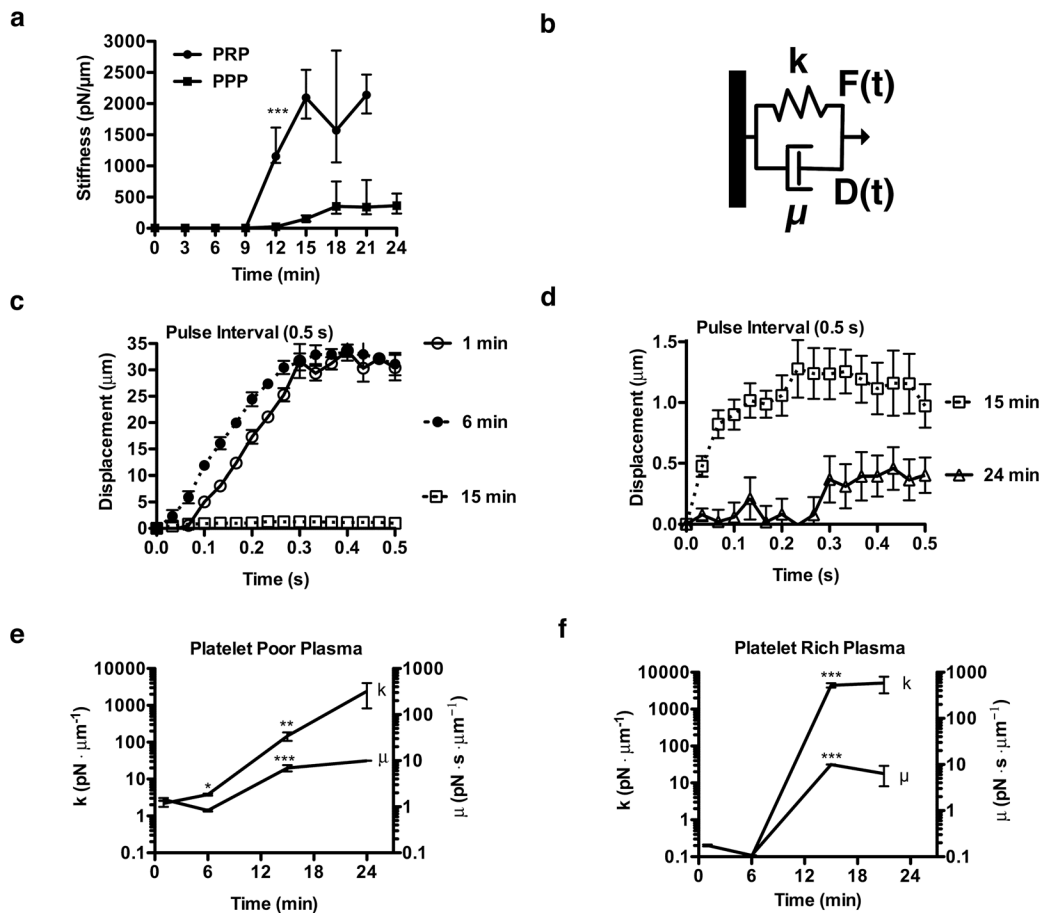 a
3000
2500
2000
1500
1000
500
0
Stiffness (pN/µm)
PRP
PPP
***
0 3 6 9 12 15 18 21 24
Time (min)
b
k
F(t)
D(t)
µ
c
Pulse Interval (0.5 s)
35
30
25
20
15
10
5
0
Displacement (µm)
0.0 0.1 0.2 0.3 0.4 0.5
Time (s)
1 min
6 min
15 min
d
Pulse Interval (0.5 s)
1.5
1.0
0.5
0.0
Displacement (µm)
0.0 0.1 0.2 0.3 0.4 0.5
Time (s)
15 min
24 min
e
Platelet Poor Plasma
10000
1000
100
10
1
0.1
k (pN · µm⁻¹)
k
**
*
***
µ
1000
100
10
1
0.1
µ (pN · s · µm⁻¹)
0 6 12 18 24
Time (min)
f
Platelet Rich Plasma
10000
1000
100
10
1
0.1
k (pN · µm⁻¹)
***
k
***
µ
1000
100
10
1
0.1
µ (pN · s · µm⁻¹)
0 6 12 18 24
Time (min)